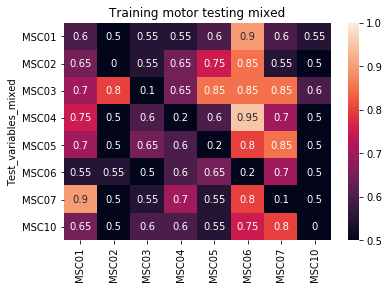 Training motor testing mixed
Test_variables_mixed
MSC01 0.6 0.5 0.55 0.55 0.6 0.9 0.6 0.55
MSC02 0.65 0 0.55 0.65 0.75 0.85 0.55 0.5
MSC03 0.7 0.8 0.1 0.65 0.85 0.85 0.85 0.6
MSC04 0.75 0.5 0.6 0.2 0.6 0.95 0.7 0.5
MSC05 0.7 0.5 0.65 0.6 0.2 0.8 0.85 0.5
MSC06 0.55 0.55 0.5 0.6 0.65 0.2 0.7 0.5
MSC07 0.9 0.5 0.55 0.7 0.55 0.8 0.1 0.5
MSC10 0.65 0.5 0.6 0.6 0.55 0.75 0.8 0
MSC01 MSC02 MSC03 MSC04 MSC05 MSC06 MSC07 MSC10
1.0
0.9
0.8
0.7
0.6
0.5